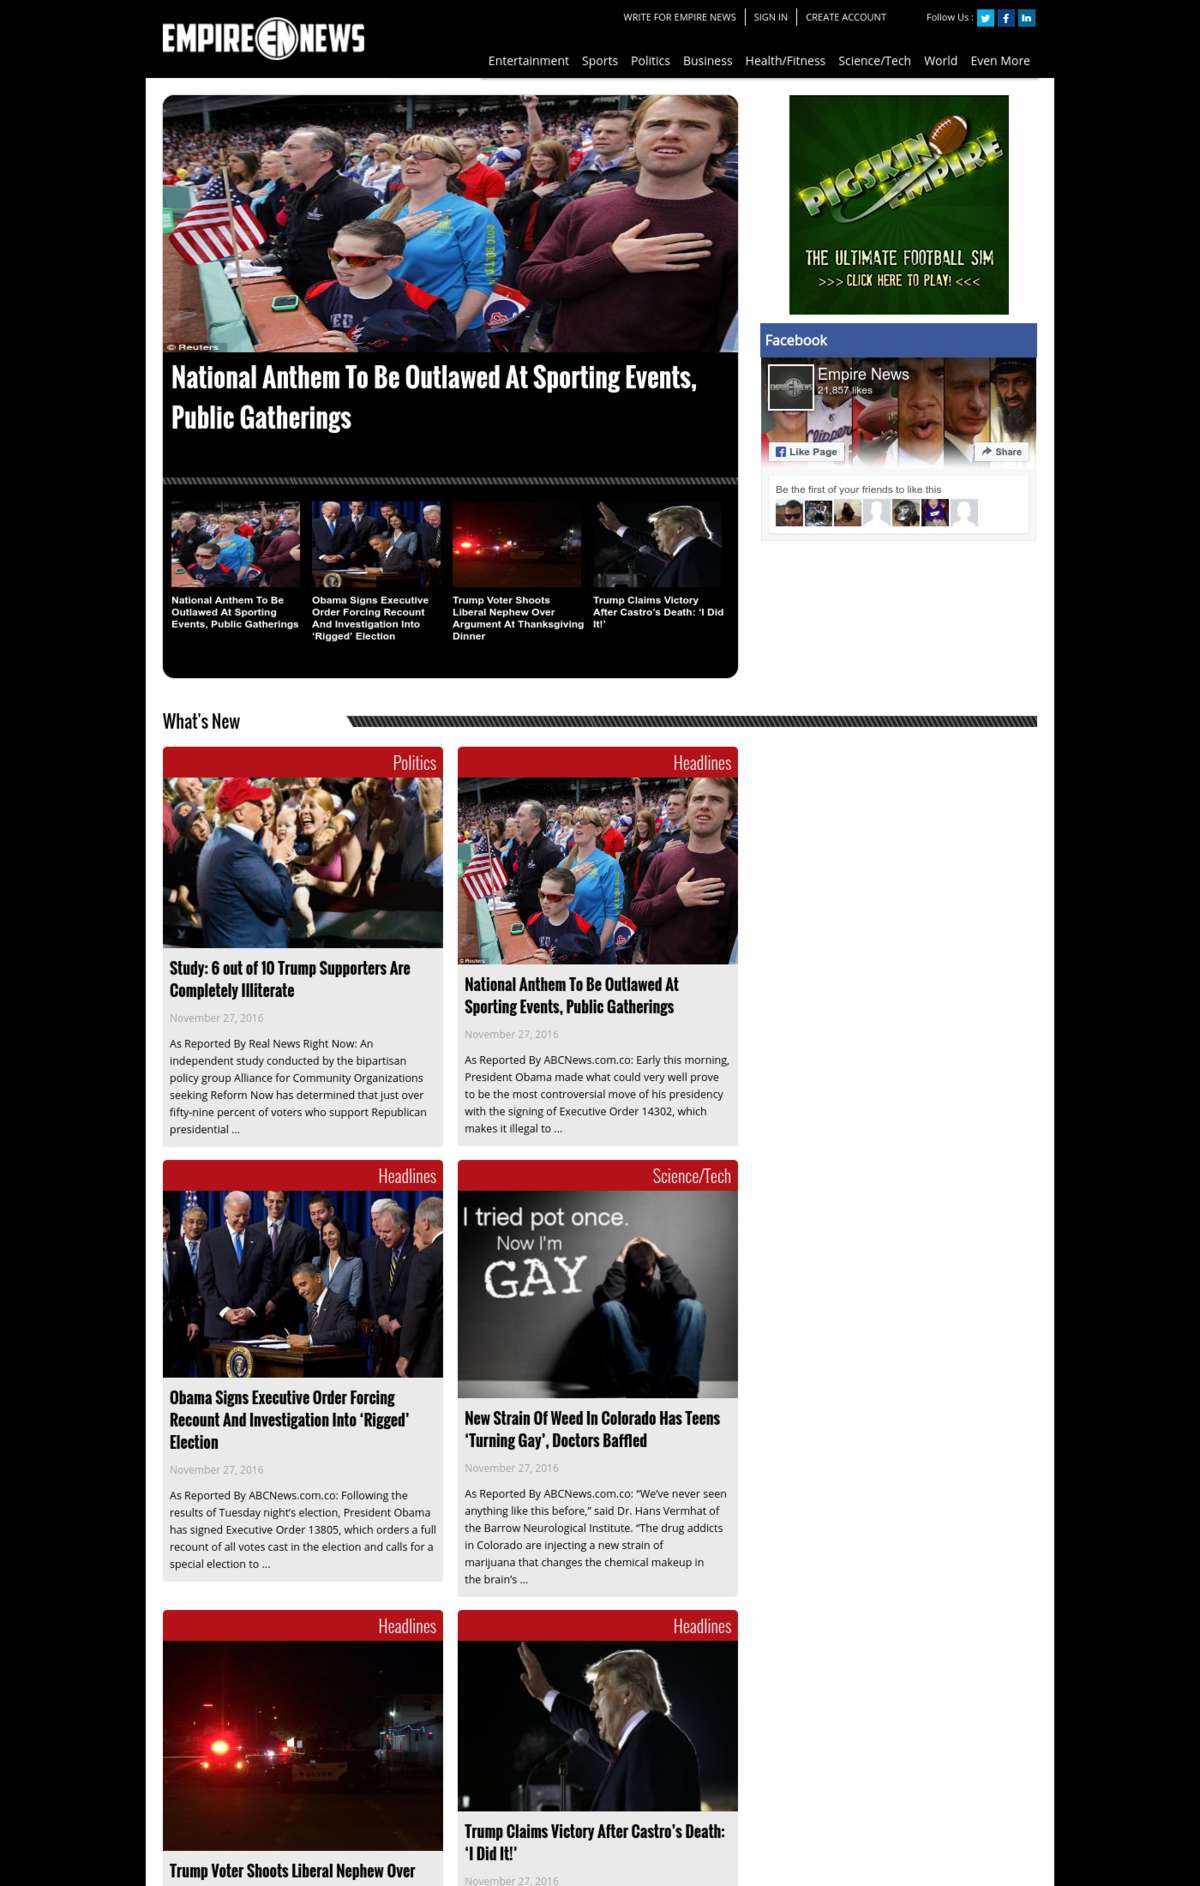 WRITE FOR EMPIRE NEWS
SIGN IN
CREATE ACCOUNT
Follow Us :
EMPIRE EN NEWS
Entertainment Sports Politics Business Health/Fitness Science/Tech World Even More
© Reuters
National Anthem To Be Outlawed At Sporting Events,
Public Gatherings
National Anthem To Be
Outlawed At Sporting
Events, Public Gatherings
Obama Signs Executive
Order Forcing Recount
And Investigation Into
‘Rigged’ Election
Trump Voter Shoots
Liberal Nephew Over
Argument At Thanksgiving
Dinner
Trump Claims Victory
After Castro’s Death: ‘I Did
It!’
PIGSKIN
EMPIRE
THE ULTIMATE FOOTBALL SIM
>>> CLICK HERE TO PLAY! <<<
Facebook
Empire News
21,857 likes
Like Page
Share
Be the first of your friends to like this
What’s New
Politics
Study: 6 out of 10 Trump Supporters Are
Completely Illiterate
November 27, 2016
As Reported By Real News Right Now: An
independent study conducted by the bipartisan
policy group Alliance for Community Organizations
seeking Reform Now has determined that just over
fifty-nine percent of voters who support Republican
presidential ...
Headlines
© Reuters
National Anthem To Be Outlawed At
Sporting Events, Public Gatherings
November 27, 2016
As Reported By ABCNews.com.co: Early this morning,
President Obama made what could very well prove
to be the most controversial move of his presidency
with the signing of Executive Order 14302, which
makes it illegal to ...
Headlines
Obama Signs Executive Order Forcing
Recount And Investigation Into ‘Rigged’
Election
November 27, 2016
As Reported By ABCNews.com.co: Following the
results of Tuesday night’s election, President Obama
has signed Executive Order 13805, which orders a full
recount of all votes cast in the election and calls for a
special election to ...
Science/Tech
I tried pot once.
Now I'm
GAY
New Strain Of Weed In Colorado Has Teens
‘Turning Gay’, Doctors Baffled
November 27, 2016
As Reported By ABCNews.com.co: “We’ve never seen
anything like this before,” said Dr. Hans Vermhat of
the Barrow Neurological Institute. “The drug addicts
in Colorado are injecting a new strain of
marijuana that changes the chemical makeup in
the brain’s ...
Headlines
Trump Voter Shoots Liberal Nephew Over
Headlines
Trump Claims Victory After Castro’s Death:
‘I Did It!’
November 27, 2016